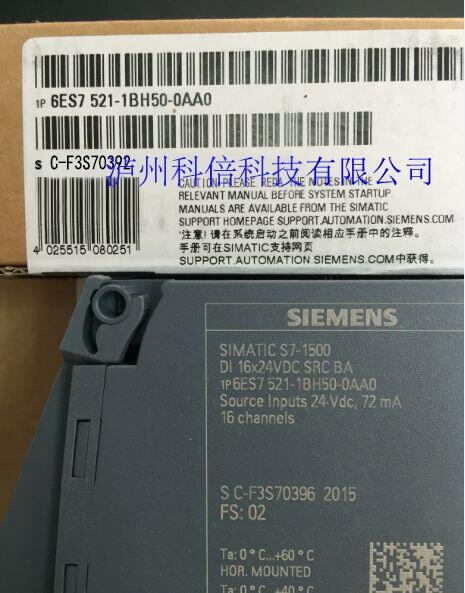 1P 6ES7 521-1BH50-0AA0
S C-F3S70392
泸州科倍科技有限公司
CAUTION-PLEASE READ THE NOTES IN THE
RELEVANT MANUAL BEFORE SYSTEM STARTUP.
MANUALS ARE AVAILABLE FROM THE SIMATIC
SUPPORT HOMEPAGE SUPPORT.AUTOMATION.SIEMENS.COM
'注意! 请在系统启动之前阅读相应手册中的注释。
手册可在SIMATIC支持网页
SUPPORT.AUTOMATION.SIEMENS.COM中获得。
4 025515 080251
SIEMENS
SIMATIC S7-1500
DI 16x24VDC SRC BA
1P 6ES7 521-1BH50-0AA0
Source Inputs 24 Vdc, 72 mA
16 channels
S C-F3S70396 2015
FS: 02
Ta: 0°C...+60°C
HOR. MOUNTED
Ta: 0°C...+40°C